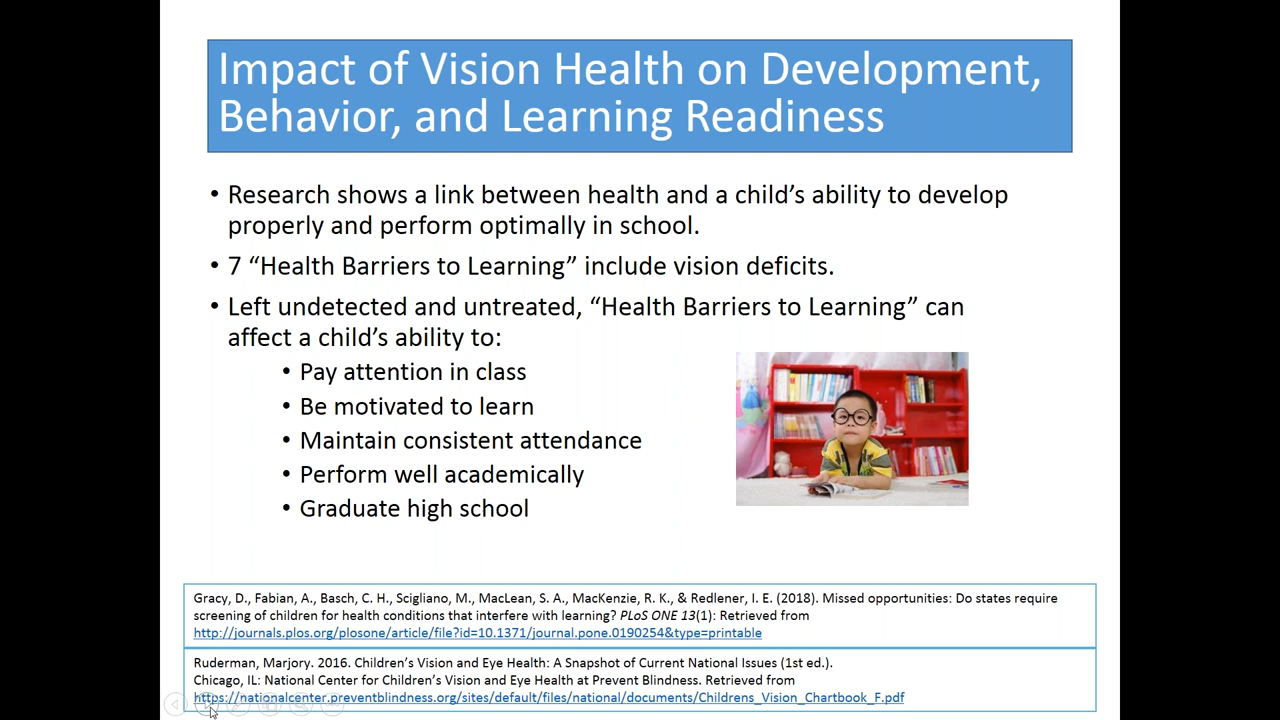 Impact of Vision Health on Development,
Behavior, and Learning Readiness
• Research shows a link between health and a child’s ability to develop
properly and perform optimally in school.
• 7 “Health Barriers to Learning” include vision deficits.
• Left undetected and untreated, “Health Barriers to Learning” can
affect a child’s ability to:
• Pay attention in class
• Be motivated to learn
• Maintain consistent attendance
• Perform well academically
• Graduate high school
Gracy, D., Fabian, A., Basch, C. H., Scigliano, M., MacLean, S. A., MacKenzie, R. K., & Redlener, I. E. (2018). Missed opportunities: Do states require
screening of children for health conditions that interfere with learning? PLoS ONE 13(1): Retrieved from
http://journals.plos.org/plosone/article/file?id=10.1371/journal.pone.0190254&type=printable
Ruderman, Marjory. 2016. Children’s Vision and Eye Health: A Snapshot of Current National Issues (1st ed.).
Chicago, IL: National Center for Children’s Vision and Eye Health at Prevent Blindness. Retrieved from
https://nationalcenter.preventblindness.org/sites/default/files/national/documents/Childrens_Vision_Chartbook_F.pdf